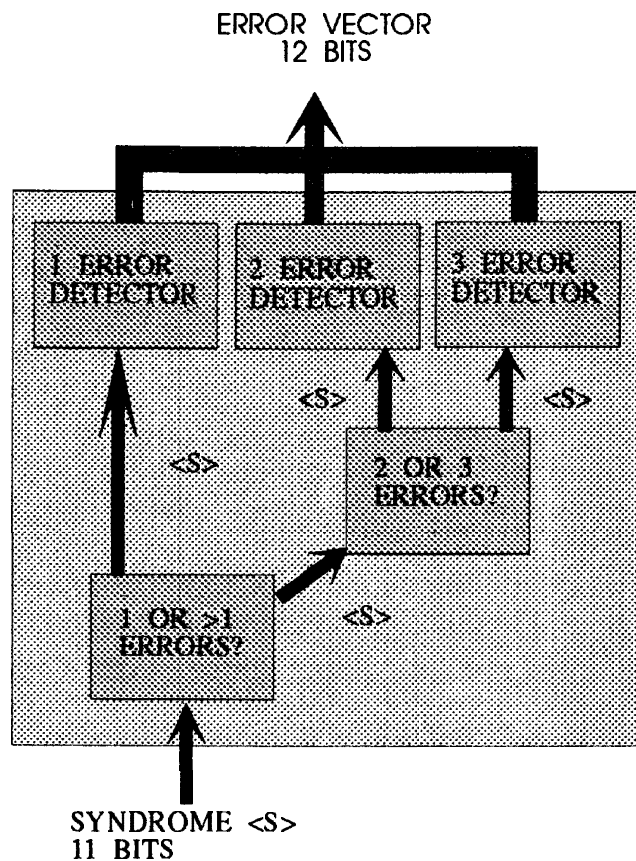 ERROR VECTOR
12 BITS
1 ERROR
DETECTOR
2 ERROR
DETECTOR
3 ERROR
DETECTOR
<S>
<S>
<S>
2 OR 3
ERRORS?
1 OR >1
ERRORS?
<S>
SYNDROME <S>
11 BITS